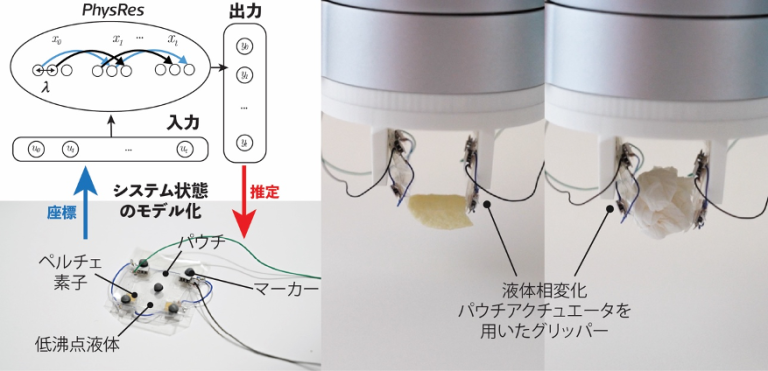 PhysRes
出力
x₀ x₁ ... xₜ
λ
y₀
y₁
...
yₜ
入力
u₀ u₁ ... uₜ
座標
システム状態
のモデル化
推定
パウチ
ペルチェ
素子
マーカー
低沸点液体
液体相変化
パウチアクチュエータを
用いたグリッパー